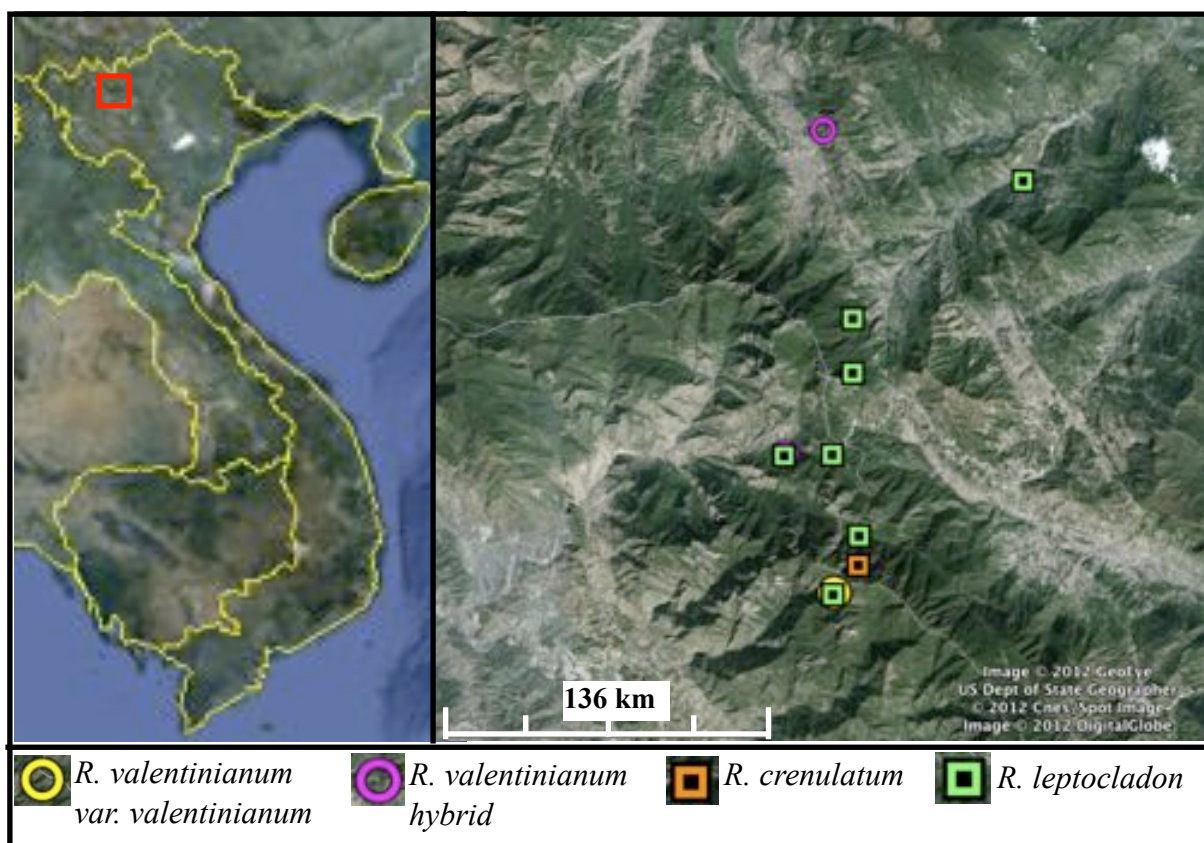 136 km
Image © 2012 GeoEye
US Dept of State Geographer
© 2012 Cnes/Spot Image
Image © 2012 DigitalGlobe
R. valentinianum
var. valentinianum
R. valentinianum
hybrid
R. crenulatum
R. leptocladon